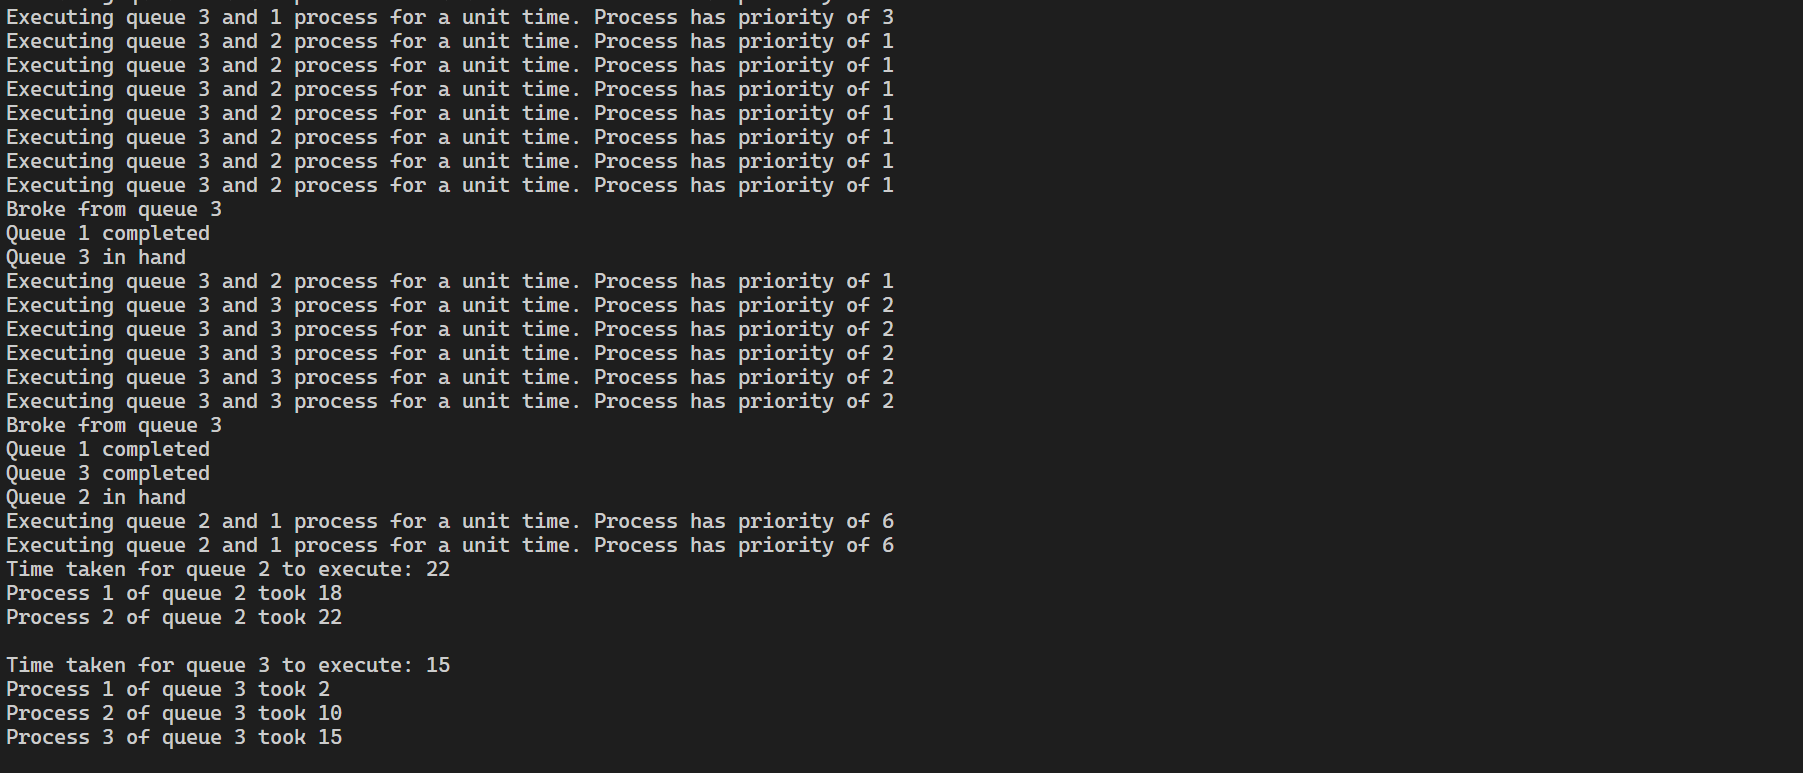 Executing queue 3 and 1 process for a unit time. Process has priority of 3
Executing queue 3 and 2 process for a unit time. Process has priority of 1
Executing queue 3 and 2 process for a unit time. Process has priority of 1
Executing queue 3 and 2 process for a unit time. Process has priority of 1
Executing queue 3 and 2 process for a unit time. Process has priority of 1
Executing queue 3 and 2 process for a unit time. Process has priority of 1
Executing queue 3 and 2 process for a unit time. Process has priority of 1
Executing queue 3 and 2 process for a unit time. Process has priority of 1
Broke from queue 3
Queue 1 completed
Queue 3 in hand
Executing queue 3 and 2 process for a unit time. Process has priority of 1
Executing queue 3 and 3 process for a unit time. Process has priority of 2
Executing queue 3 and 3 process for a unit time. Process has priority of 2
Executing queue 3 and 3 process for a unit time. Process has priority of 2
Executing queue 3 and 3 process for a unit time. Process has priority of 2
Executing queue 3 and 3 process for a unit time. Process has priority of 2
Broke from queue 3
Queue 1 completed
Queue 3 completed
Queue 2 in hand
Executing queue 2 and 1 process for a unit time. Process has priority of 6
Executing queue 2 and 1 process for a unit time. Process has priority of 6
Time taken for queue 2 to execute: 22
Process 1 of queue 2 took 18
Process 2 of queue 2 took 22

Time taken for queue 3 to execute: 15
Process 1 of queue 3 took 2
Process 2 of queue 3 took 10
Process 3 of queue 3 took 15